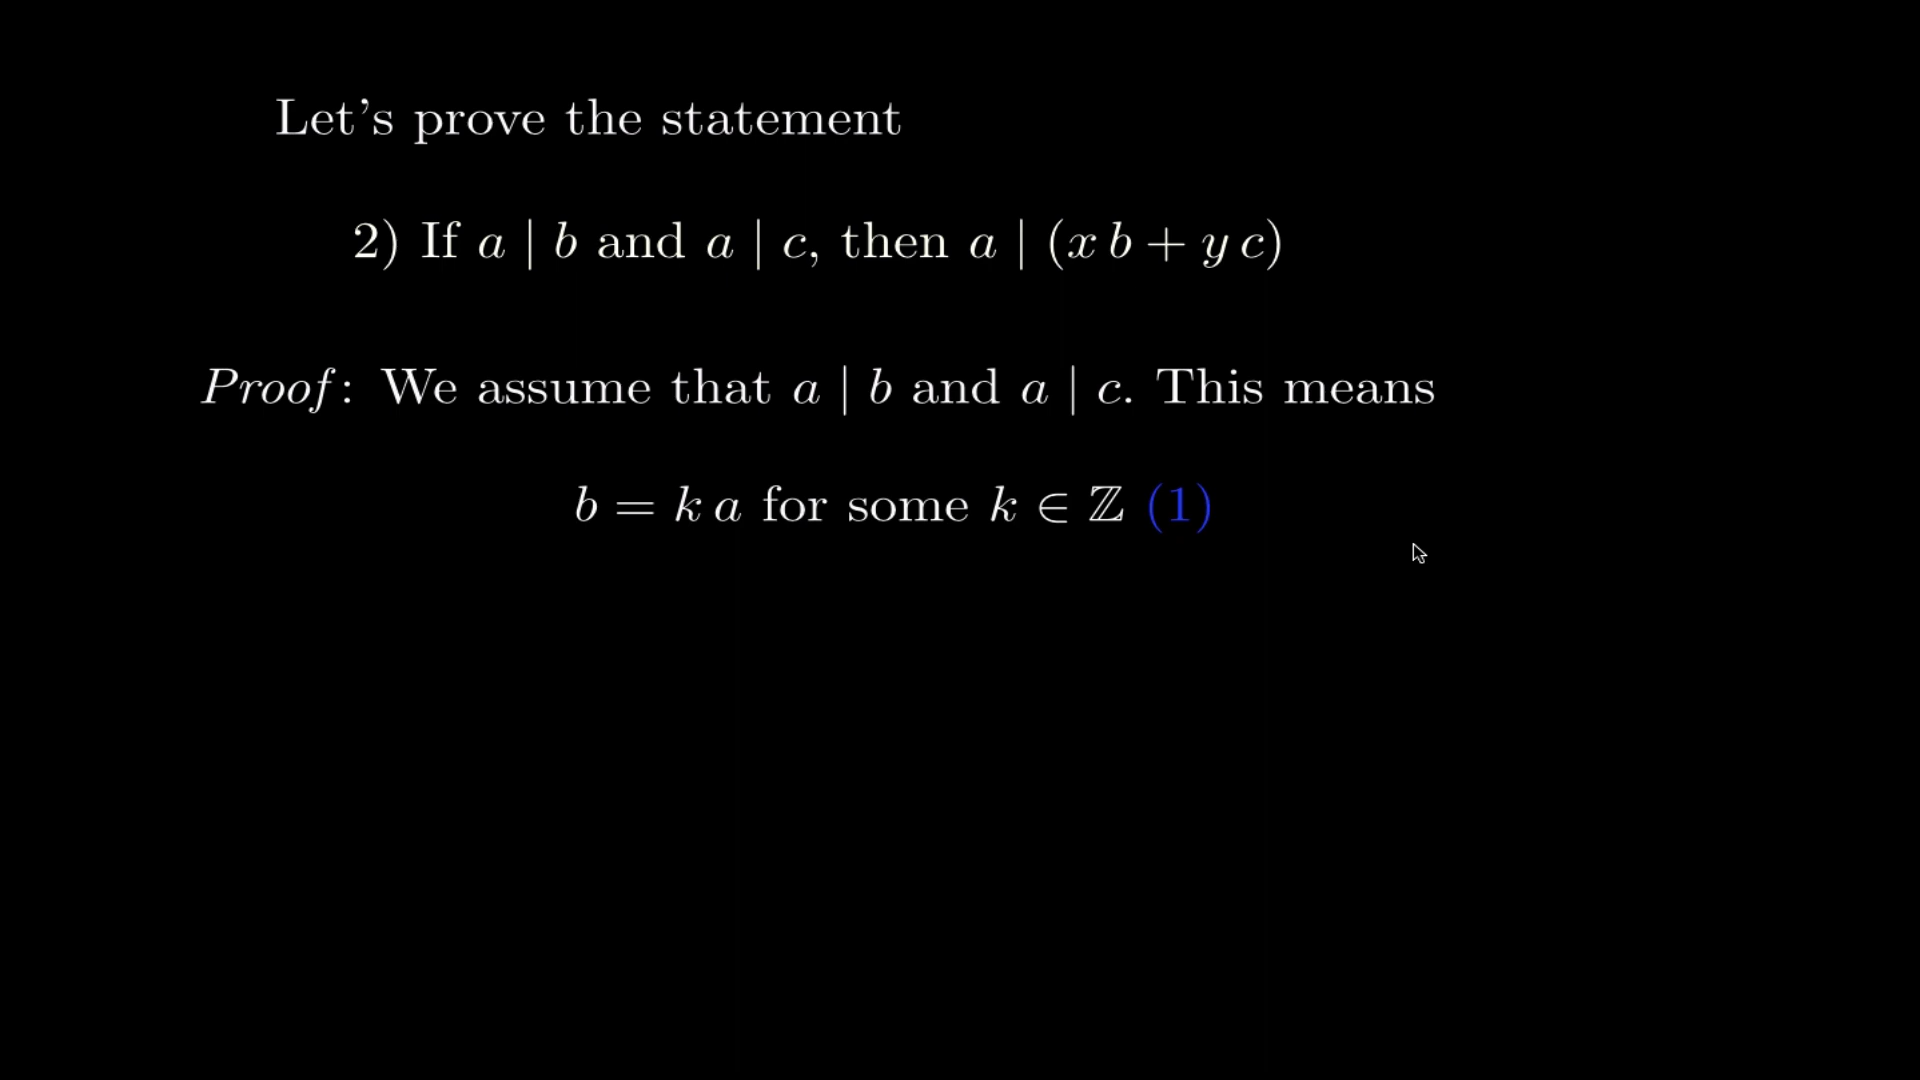 Let's prove the statement
2) If a | b and a | c, then a | (x b + y c)
Proof: We assume that a | b and a | c. This means
b = k a for some k ∈ ℤ (1)